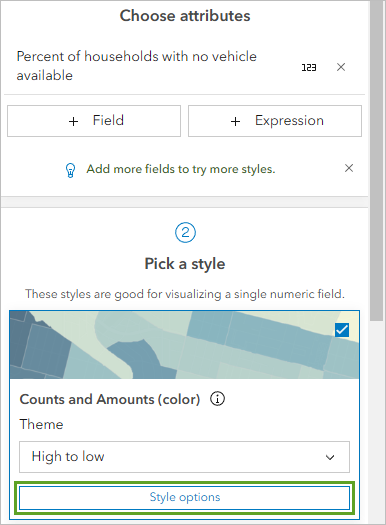 Choose attributes
Percent of households with no vehicle
available
123
+ Field
+ Expression
Add more fields to try more styles.
2
Pick a style
These styles are good for visualizing a single numeric field.
Counts and Amounts (color)
Theme
High to low
Style options